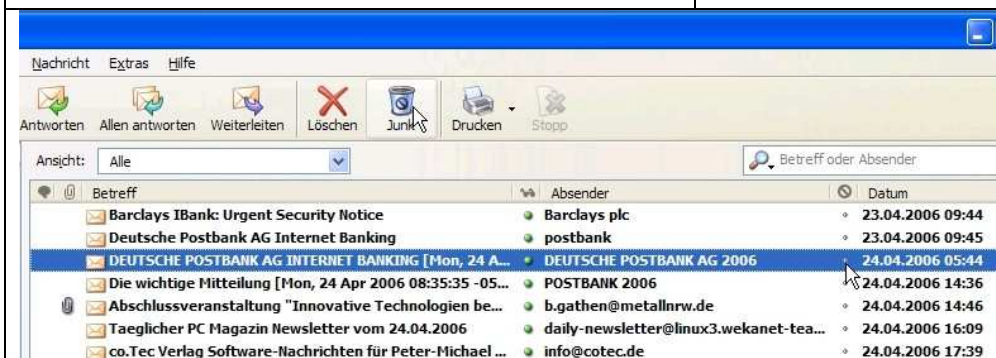 Nachricht Extras Hilfe
Antworten Allen antworten Weiterleiten Löschen Junk Drucken Stopp
Ansicht: Alle Betreff oder Absender
Betreff Absender Datum
Barclays IBank: Urgent Security Notice Barclays plc 23.04.2006 09:44
Deutsche Postbank AG Internet Banking postbank 23.04.2006 09:45
DEUTSCHE POSTBANK AG INTERNET BANKING [Mon, 24 A... DEUTSCHE POSTBANK AG 2006 24.04.2006 05:44
Die wichtige Mitteilung [Mon, 24 Apr 2006 08:35:35 -05... POSTBANK 2006 24.04.2006 14:36
Abschlussveranstaltung "Innovative Technologien be... b.gathen@metallnrw.de 24.04.2006 14:46
Taeglicher PC Magazin Newsletter vom 24.04.2006 daily-newsletter@linux3.wekanet-tea... 24.04.2006 16:09
co.Tec Verlag Software-Nachrichten für Peter-Michael ... info@cotec.de 24.04.2006 17:39